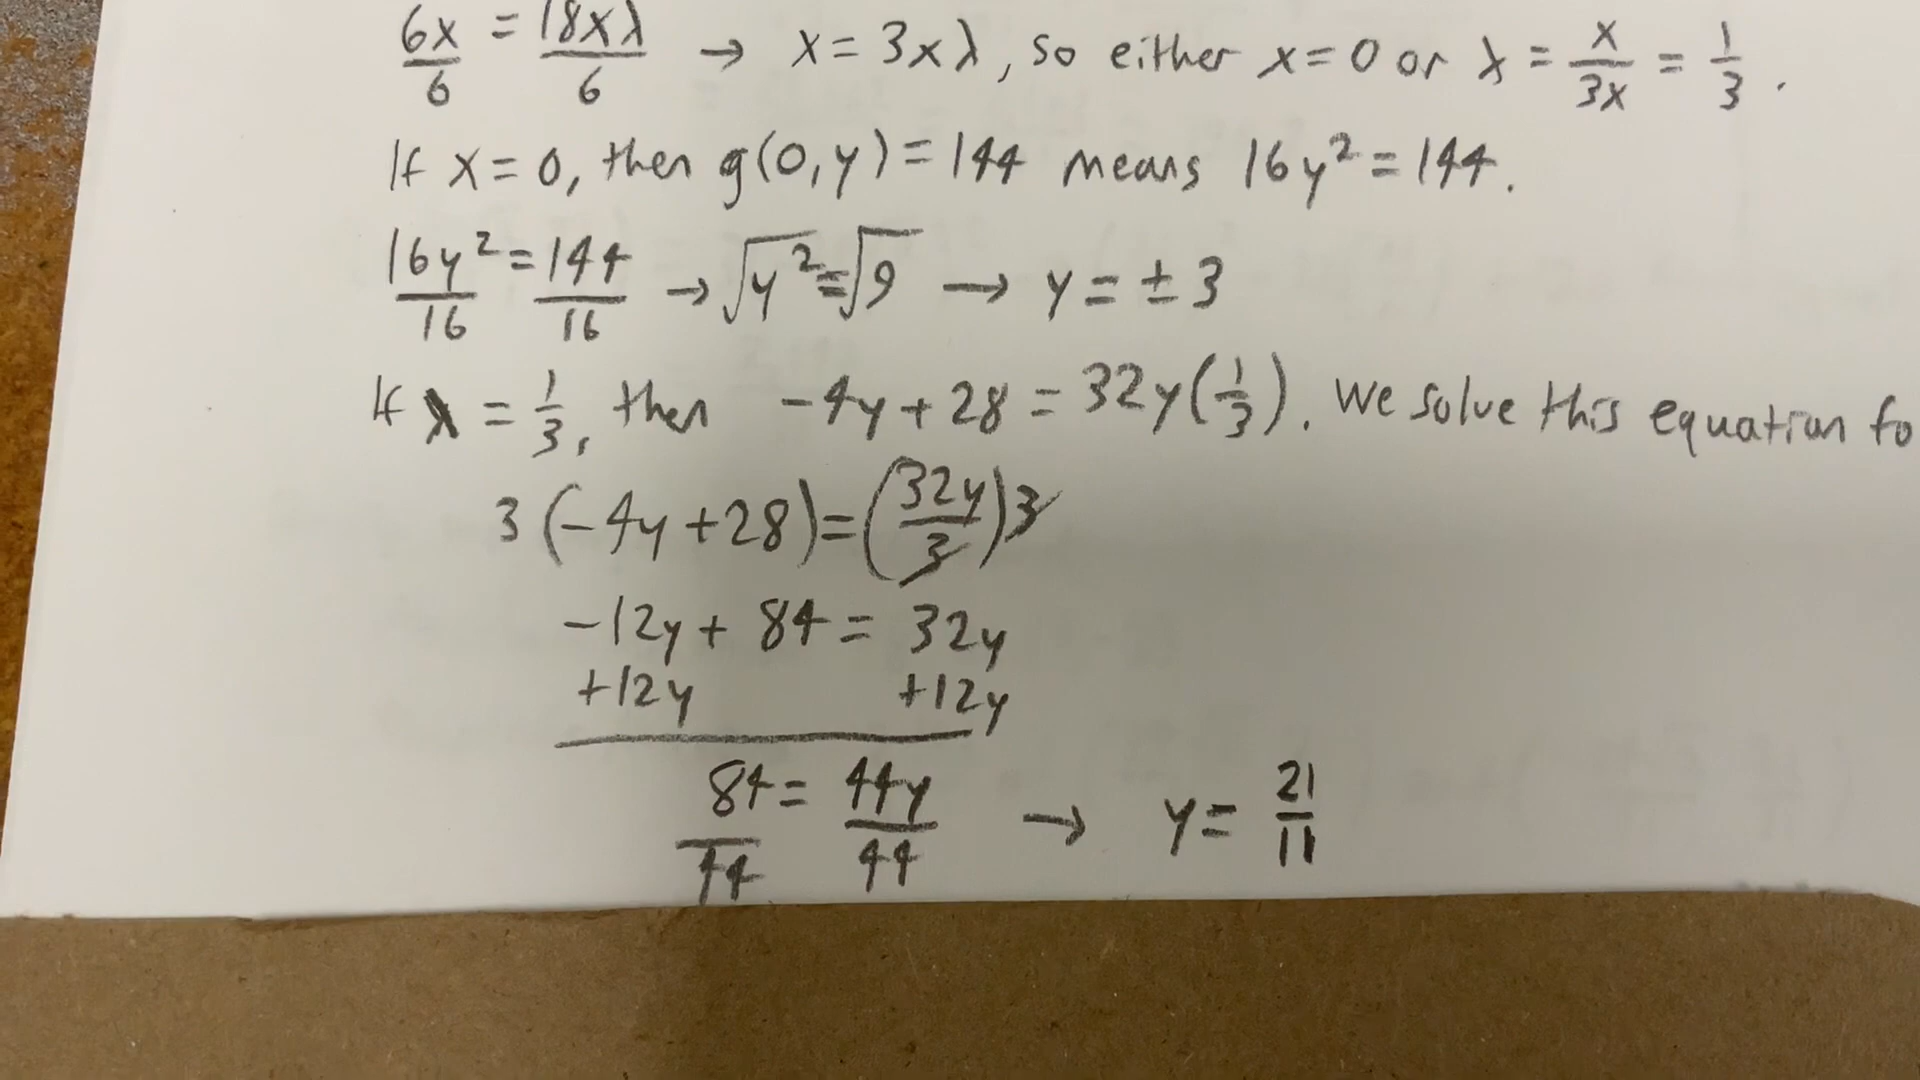 6x/6 = 18xλ/6 → x = 3xλ, so either x = 0 or λ = x/3x = 1/3.
If x = 0, then g(0,y) = 144 means 16y² = 144.
16y²/16 = 144/16 → √y² = √9 → y = ± 3
If λ = 1/3, then -4y + 28 = 32y(1/3). We solve this equation fo
3(-4y + 28) = (32y/3)3
-12y + 84 = 32y
+12y +12y
84/44 = 44y/44 → y = 21/11